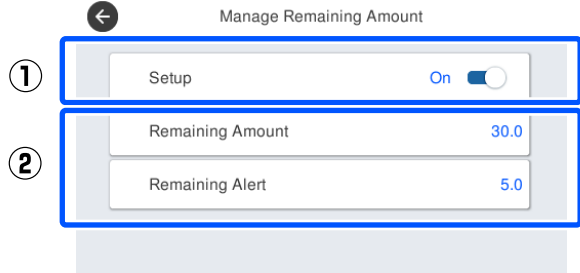 Manage Remaining Amount
① Setup On
② Remaining Amount 30.0
Remaining Alert 5.0